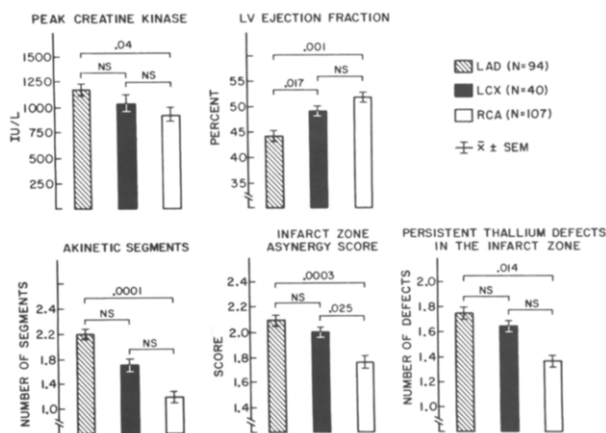 PEAK CREATINE KINASE
LV EJECTION FRACTION
1500
1250
1000
750
500
250
IU/L
.04
NS
NS
55
50
45
40
35
PERCENT
.001
.017
NS
LAD (N=94)
LCX (N=40)
RCA (N=107)
x̄ ± SEM
AKINETIC SEGMENTS
INFARCT ZONE
ASYNERGY SCORE
PERSISTENT THALLIUM DEFECTS
IN THE INFARCT ZONE
2.4
2.2
1.8
1.4
1.0
NUMBER OF SEGMENTS
.0001
NS
NS
2.4
2.2
2.0
1.8
1.6
1.4
SCORE
.0003
NS
.025
1.8
1.6
1.4
1.2
1.0
NUMBER OF DEFECTS
.014
NS
NS